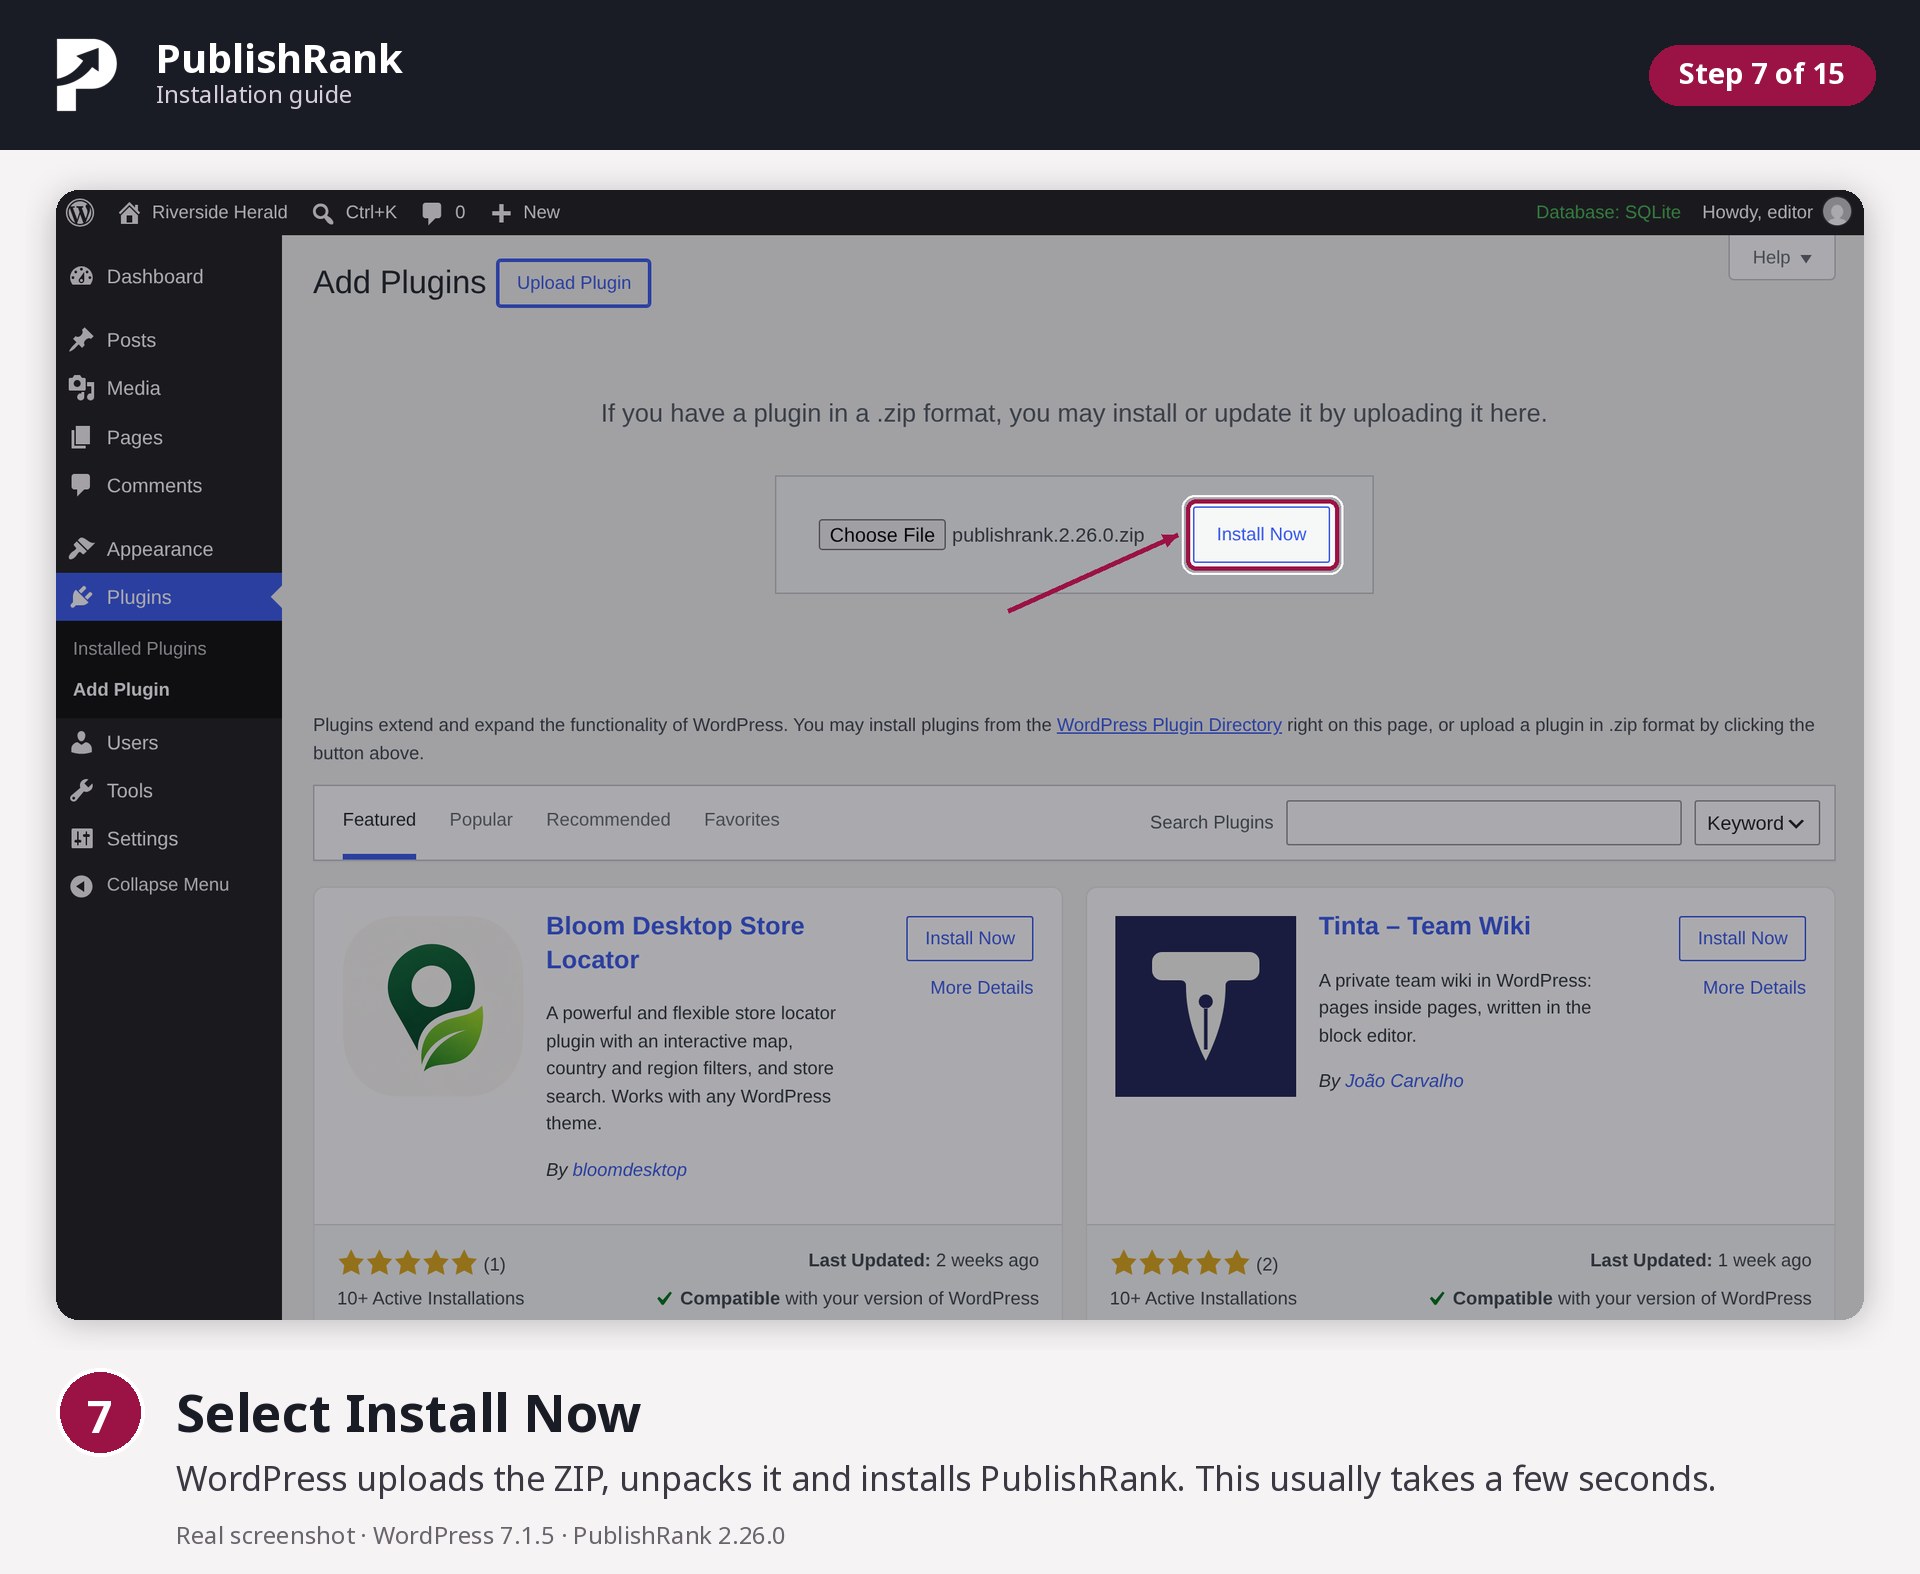 PublishRank
Installation guide
Step 7 of 15
Riverside Herald
Ctrl+K
0
New
Database: SQLite
Howdy, editor
Dashboard
Posts
Media
Pages
Comments
Appearance
Plugins
Installed Plugins
Add Plugin
Users
Tools
Settings
Collapse Menu
Add Plugins
Upload Plugin
Help
If you have a plugin in a .zip format, you may install or update it by uploading it here.
Choose File publishrank.2.26.0.zip
Install Now
Plugins extend and expand the functionality of WordPress. You may install plugins from the WordPress Plugin Directory right on this page, or upload a plugin in .zip format by clicking the
button above.
Featured
Popular
Recommended
Favorites
Search Plugins
Keyword
Bloom Desktop Store
Locator
Install Now
More Details
A powerful and flexible store locator
plugin with an interactive map,
country and region filters, and store
search. Works with any WordPress
theme.
By bloomdesktop
(1)
Last Updated: 2 weeks ago
10+ Active Installations
Compatible with your version of WordPress
Tinta – Team Wiki
Install Now
More Details
A private team wiki in WordPress:
pages inside pages, written in the
block editor.
By João Carvalho
(2)
Last Updated: 1 week ago
10+ Active Installations
Compatible with your version of WordPress
7
Select Install Now
WordPress uploads the ZIP, unpacks it and installs PublishRank. This usually takes a few seconds.
Real screenshot · WordPress 7.1.5 · PublishRank 2.26.0